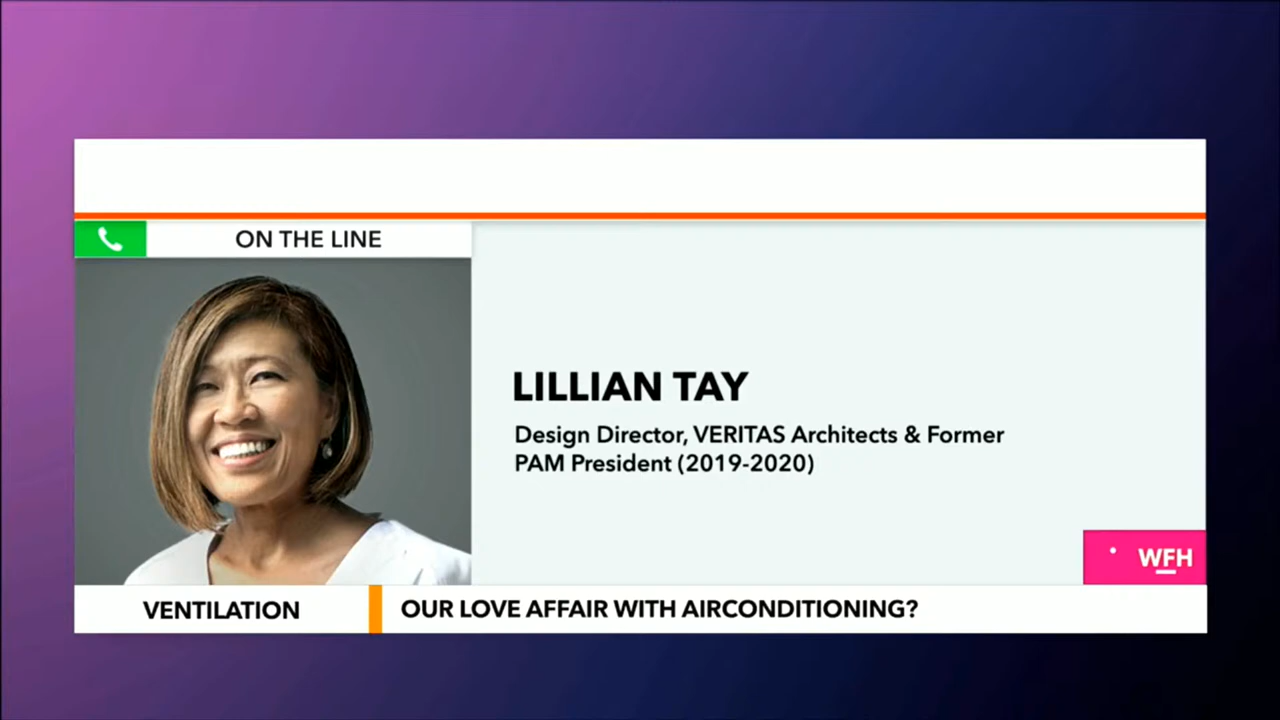 ON THE LINE
LILLIAN TAY
Design Director, VERITAS Architects & Former
PAM President (2019-2020)
WFH
VENTILATION
OUR LOVE AFFAIR WITH AIRCONDITIONING?